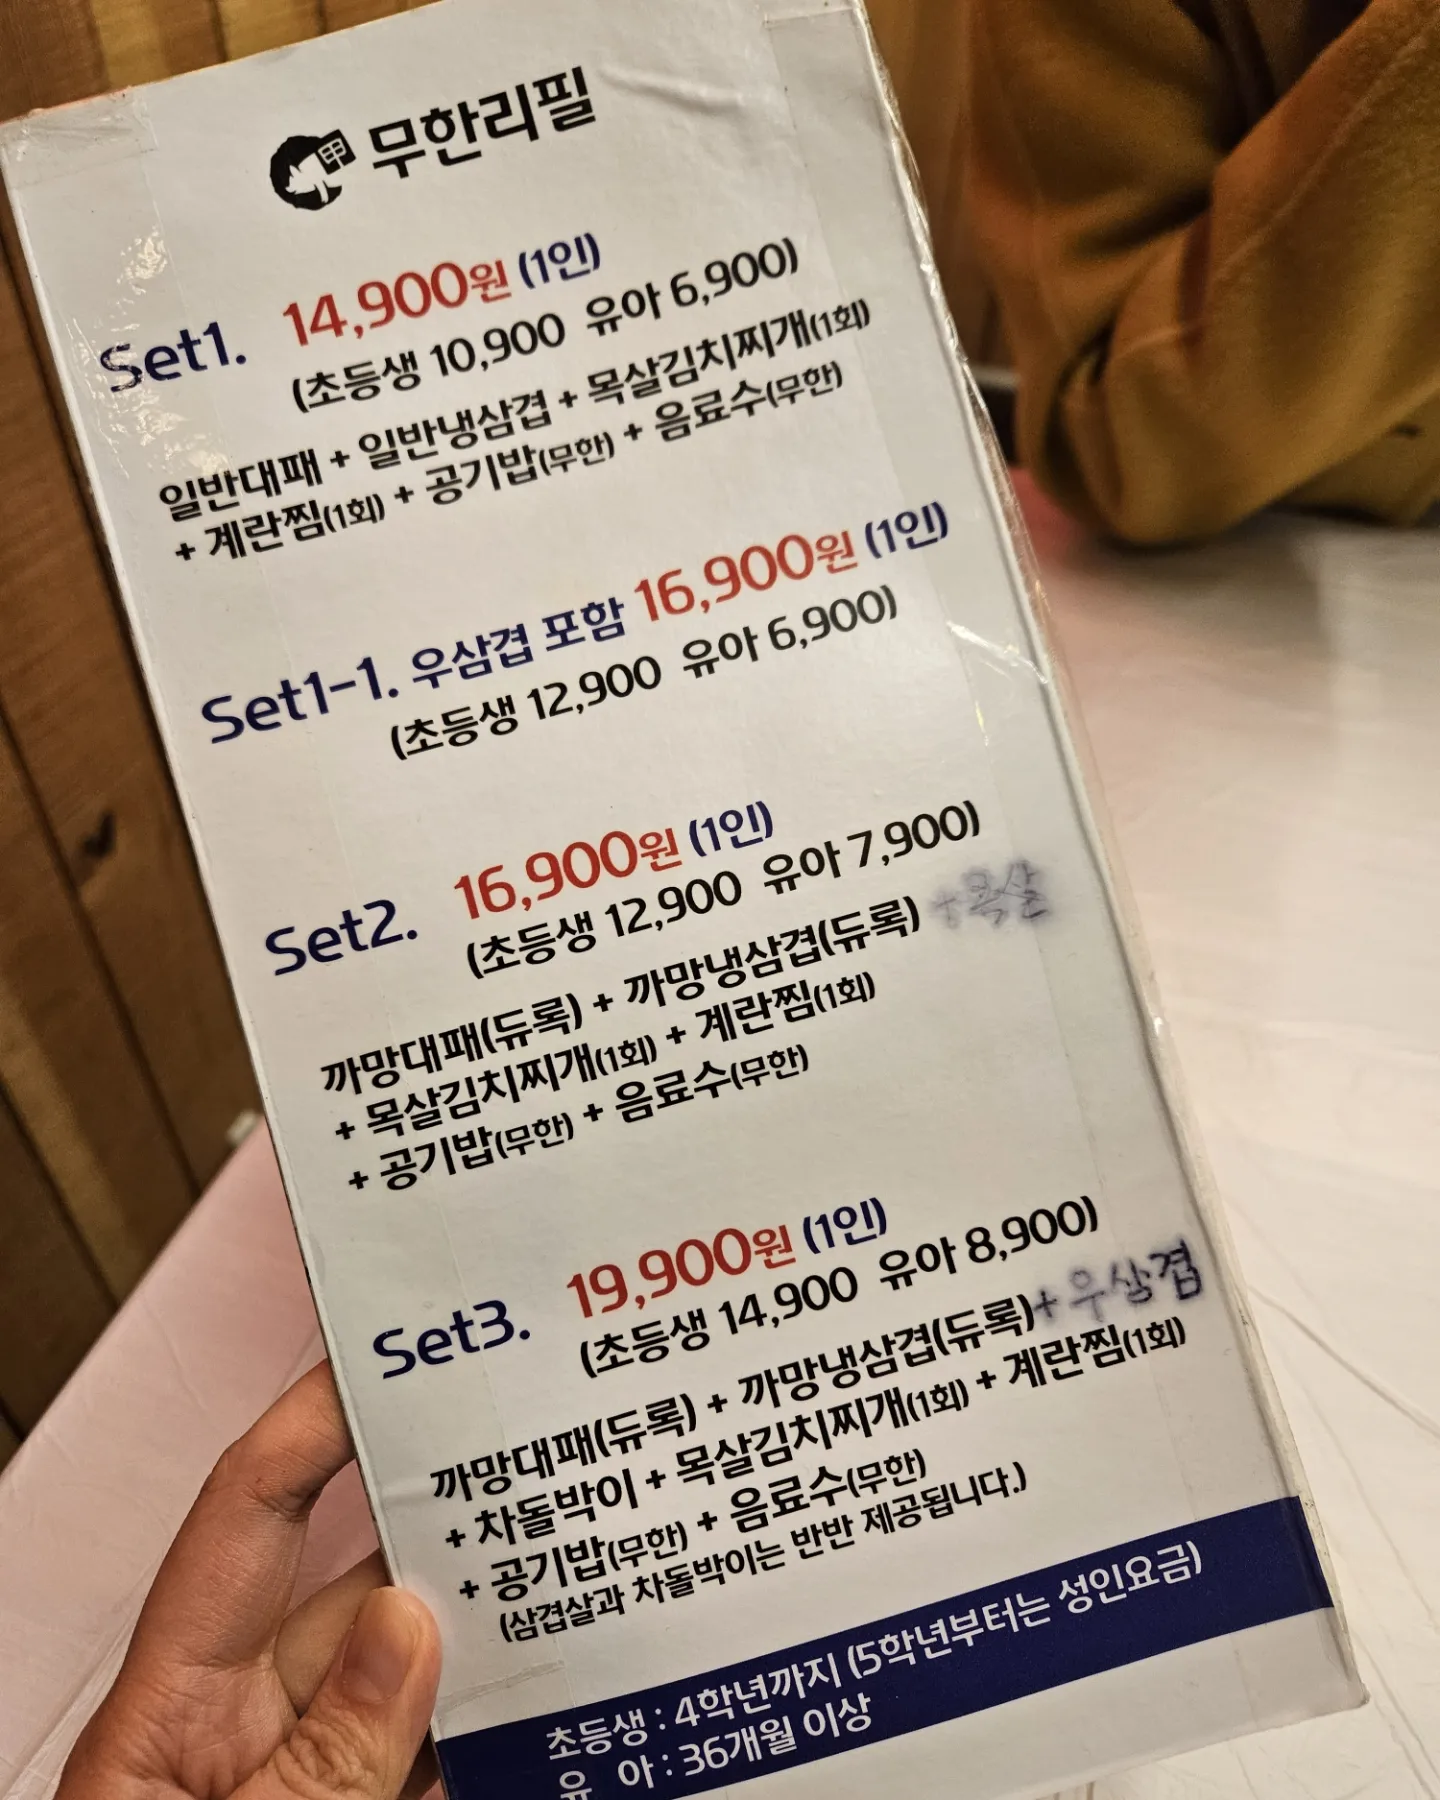 무한리필
Set1. 14,900원 (1인)
(초등생 10,900 유아 6,900)
일반대패 + 일반냉삼겹 + 목살김치찌개(1회)
+ 계란찜(1회) + 공기밥(무한) + 음료수(무한)
Set1-1. 우삼겹 포함 16,900원 (1인)
(초등생 12,900 유아 6,900)
Set2. 16,900원 (1인)
(초등생 12,900 유아 7,900)
까망대패(듀록) + 까망냉삼겹(듀록) +목살
+ 목살김치찌개(1회) + 계란찜(1회)
+ 공기밥(무한) + 음료수(무한)
Set3. 19,900원 (1인)
(초등생 14,900 유아 8,900)
까망대패(듀록) + 까망냉삼겹(듀록)+ 우삼겹
+ 차돌박이 + 목살김치찌개(1회) + 계란찜(1회)
+ 공기밥(무한) + 음료수(무한)
(삼겹살과 차돌박이는 반반 제공됩니다.)
초등생 : 4학년까지 (5학년부터는 성인요금)
유 아 : 36개월 이상